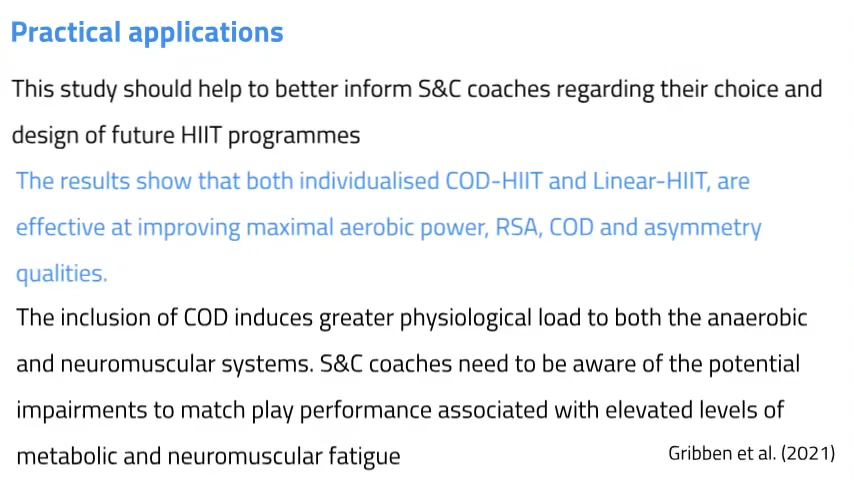 Practical applications
This study should help to better inform S&C coaches regarding their choice and
design of future HIIT programmes
The results show that both individualised COD-HIIT and Linear-HIIT, are
effective at improving maximal aerobic power, RSA, COD and asymmetry
qualities.
The inclusion of COD induces greater physiological load to both the anaerobic
and neuromuscular systems. S&C coaches need to be aware of the potential
impairments to match play performance associated with elevated levels of
metabolic and neuromuscular fatigue
Gribben et al. (2021)